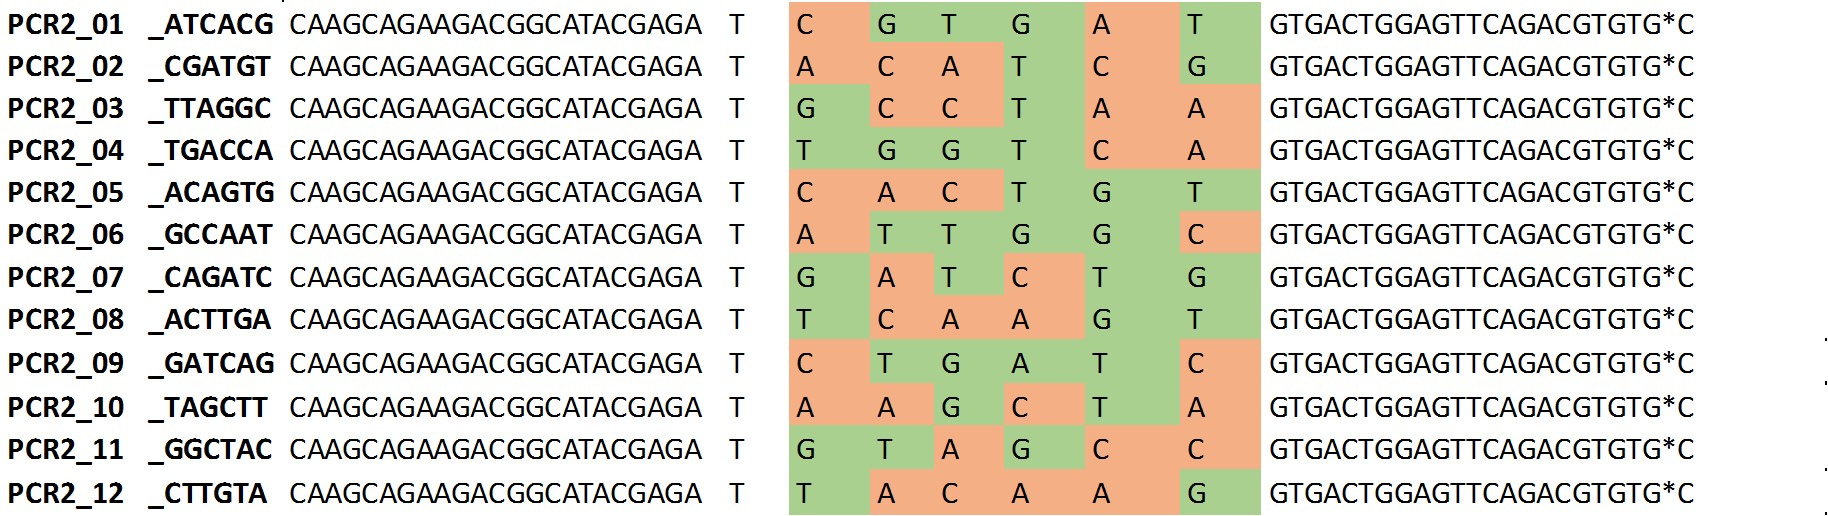 PCR2_01 _ATCACG CAAGCAGAAGACGGCATACGAGA T C G T G A T GTGACTGGAGTTCAGACGTGTG*C
PCR2_02 _CGATGT CAAGCAGAAGACGGCATACGAGA T A C A T C G GTGACTGGAGTTCAGACGTGTG*C
PCR2_03 _TTAGGC CAAGCAGAAGACGGCATACGAGA T G C C T A A GTGACTGGAGTTCAGACGTGTG*C
PCR2_04 _TGACCA CAAGCAGAAGACGGCATACGAGA T T G G T C A GTGACTGGAGTTCAGACGTGTG*C
PCR2_05 _ACAGTG CAAGCAGAAGACGGCATACGAGA T C A C T G T GTGACTGGAGTTCAGACGTGTG*C
PCR2_06 _GCCAAT CAAGCAGAAGACGGCATACGAGA T A T T G G C GTGACTGGAGTTCAGACGTGTG*C
PCR2_07 _CAGATC CAAGCAGAAGACGGCATACGAGA T G A T C T G GTGACTGGAGTTCAGACGTGTG*C
PCR2_08 _ACTTGA CAAGCAGAAGACGGCATACGAGA T T C A A G T GTGACTGGAGTTCAGACGTGTG*C
PCR2_09 _GATCAG CAAGCAGAAGACGGCATACGAGA T C T G A T C GTGACTGGAGTTCAGACGTGTG*C
PCR2_10 _TAGCTT CAAGCAGAAGACGGCATACGAGA T A A G C T A GTGACTGGAGTTCAGACGTGTG*C
PCR2_11 _GGCTAC CAAGCAGAAGACGGCATACGAGA T G T A G C C GTGACTGGAGTTCAGACGTGTG*C
PCR2_12 _CTTGTA CAAGCAGAAGACGGCATACGAGA T T A C A A G GTGACTGGAGTTCAGACGTGTG*C